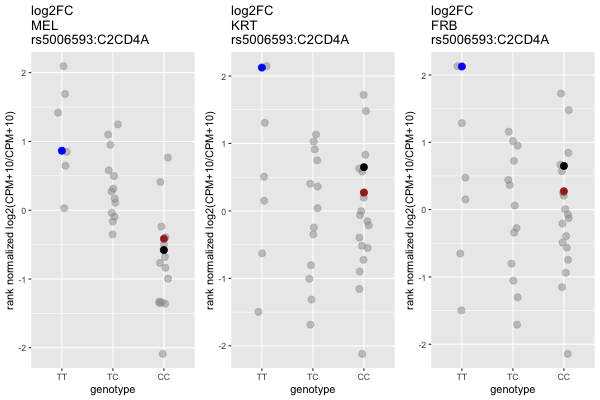 log2FC
MEL
rs5006593:C2CD4A
rank normalized log2(CPM+10/CPM+10)
2
1
0
-1
-2
TT
TC
CC
genotype
log2FC
KRT
rs5006593:C2CD4A
rank normalized log2(CPM+10/CPM+10)
2
1
0
-1
-2
TT
TC
CC
genotype
log2FC
FRB
rs5006593:C2CD4A
rank normalized log2(CPM+10/CPM+10)
2
1
0
-1
-2
TT
TC
CC
genotype